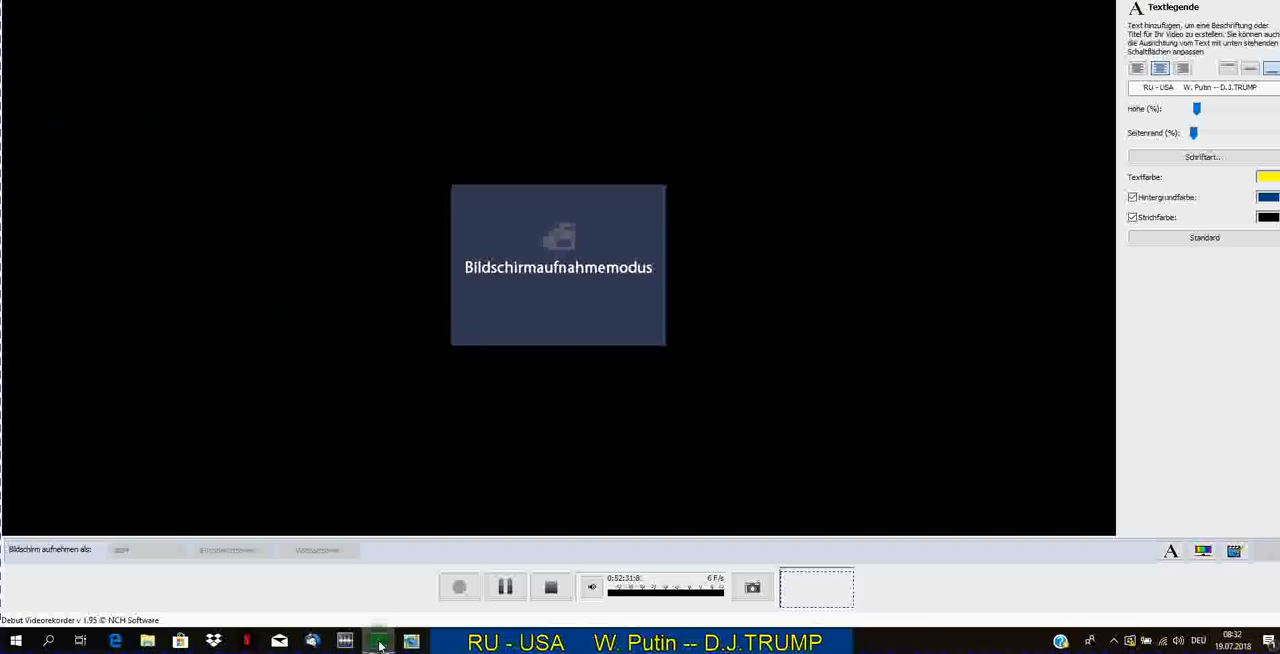 Textlegende
Text hinzufügen, um eine Beschriftung oder
Titel für Ihr Video zu erstellen. Sie können auch
die Ausrichtung vom Text mit unten stehenden
Schaltflächen anpassen
RU - USA W. Putin -- D.J.TRUMP
Höhe (%):
Seitenrand (%):
Schriftart...
Textfarbe:
Hintergrundfarbe:
Strichfarbe:
Standard
Bildschirmaufnahmemodus
Bildschirm aufnehmen als:
A
0:52:31:8
6 F/s
Debut Videorekorder v 1.95 © NCH Software
RU - USA W. Putin -- D.J.TRUMP
DEU
08:32
19.07.2018